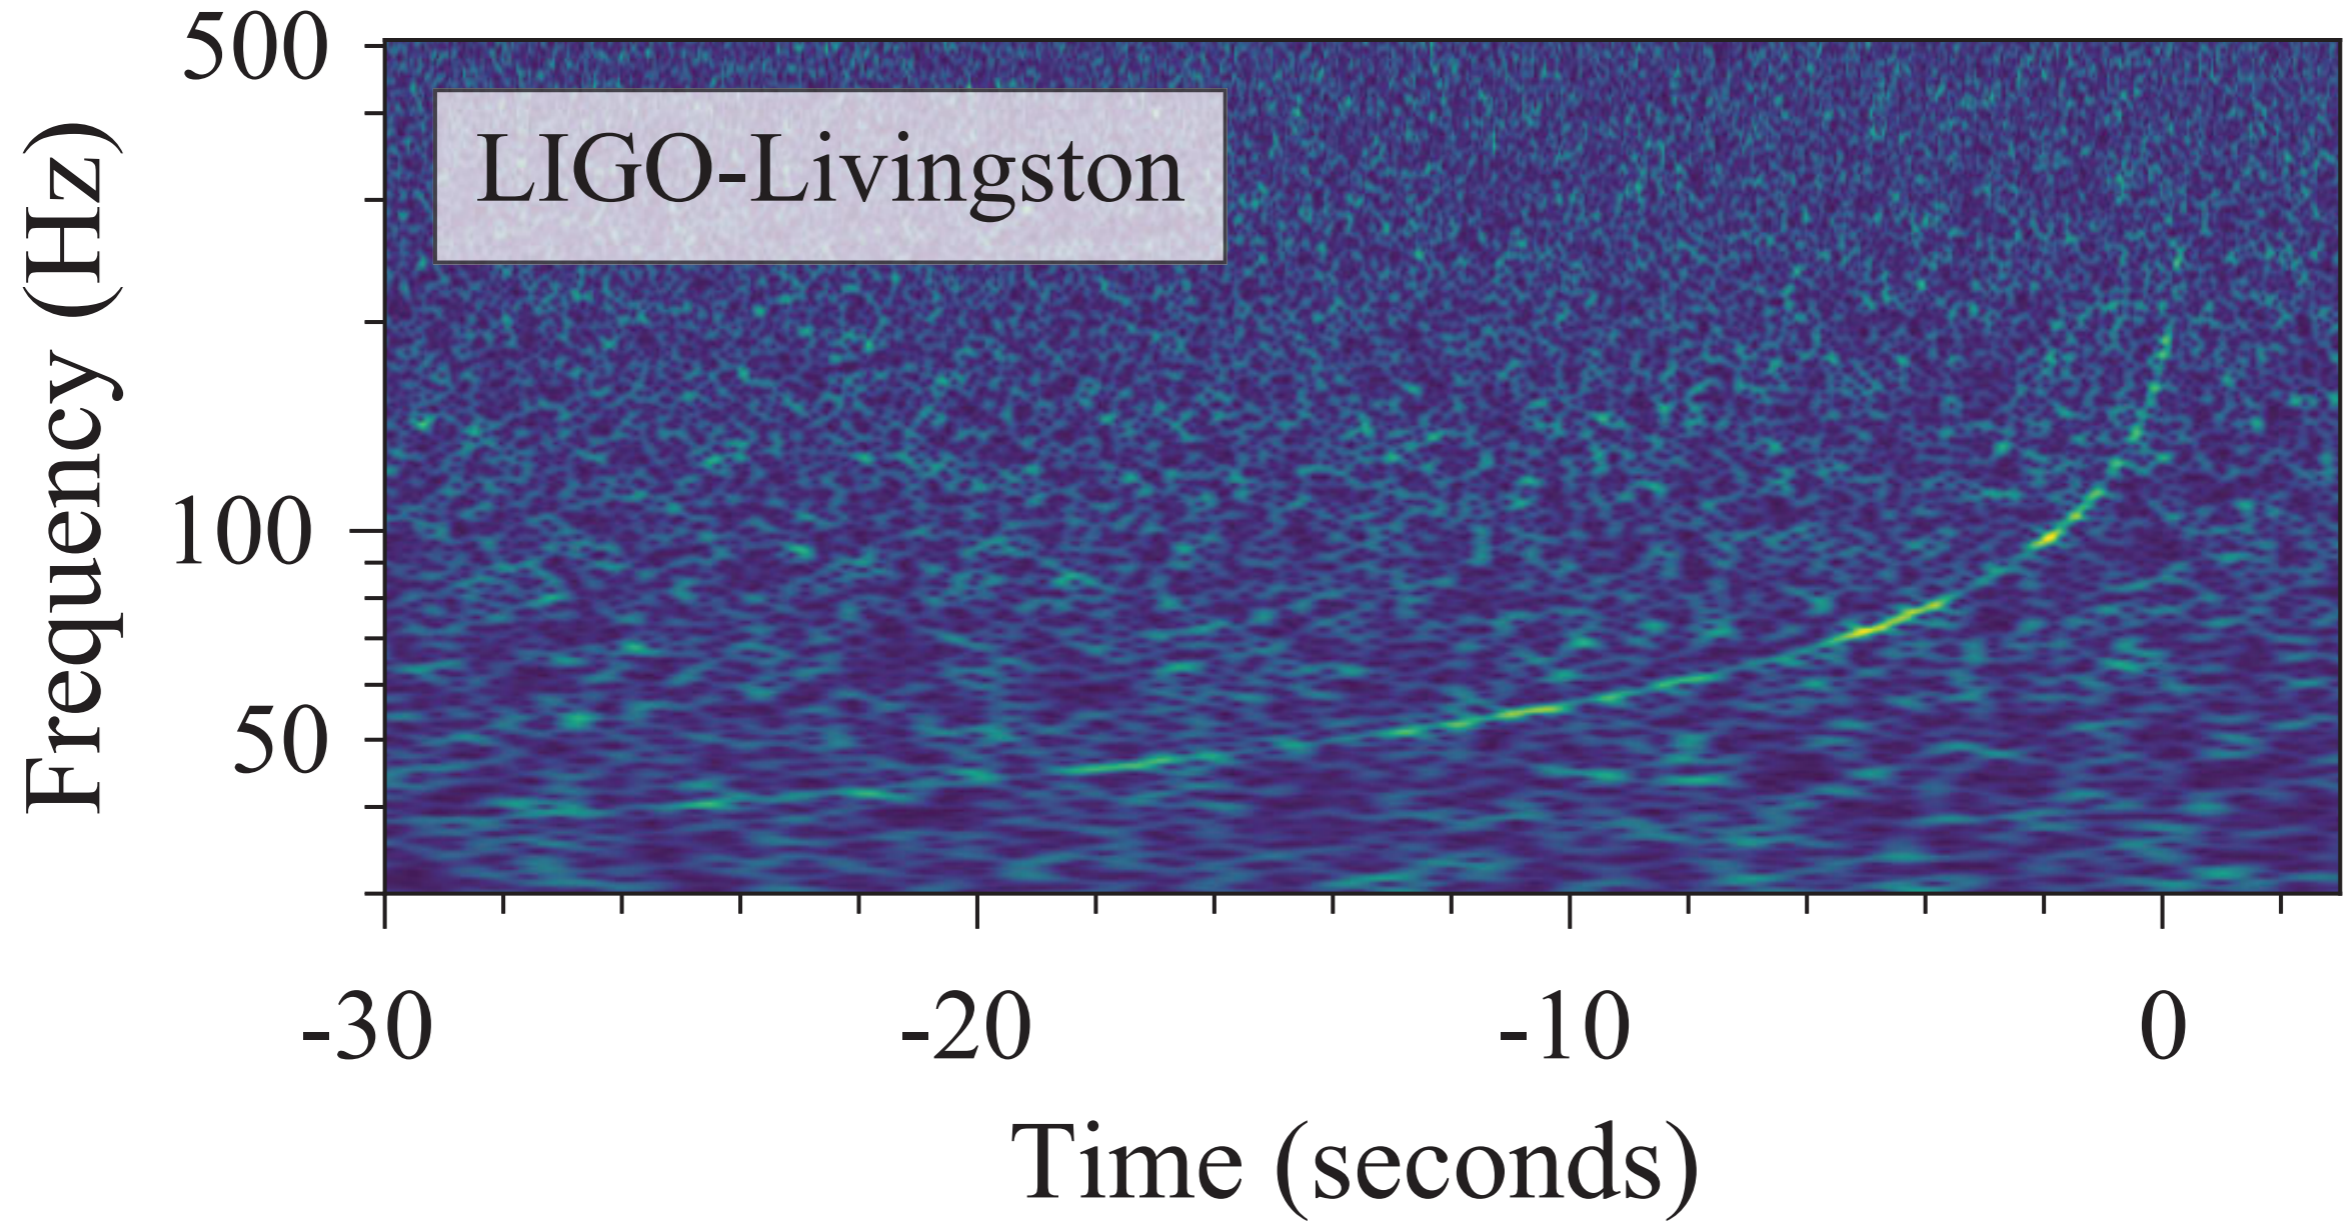 500
LIGO-Livingston
Frequency (Hz)
100
50
-30 -20 -10 0
Time (seconds)